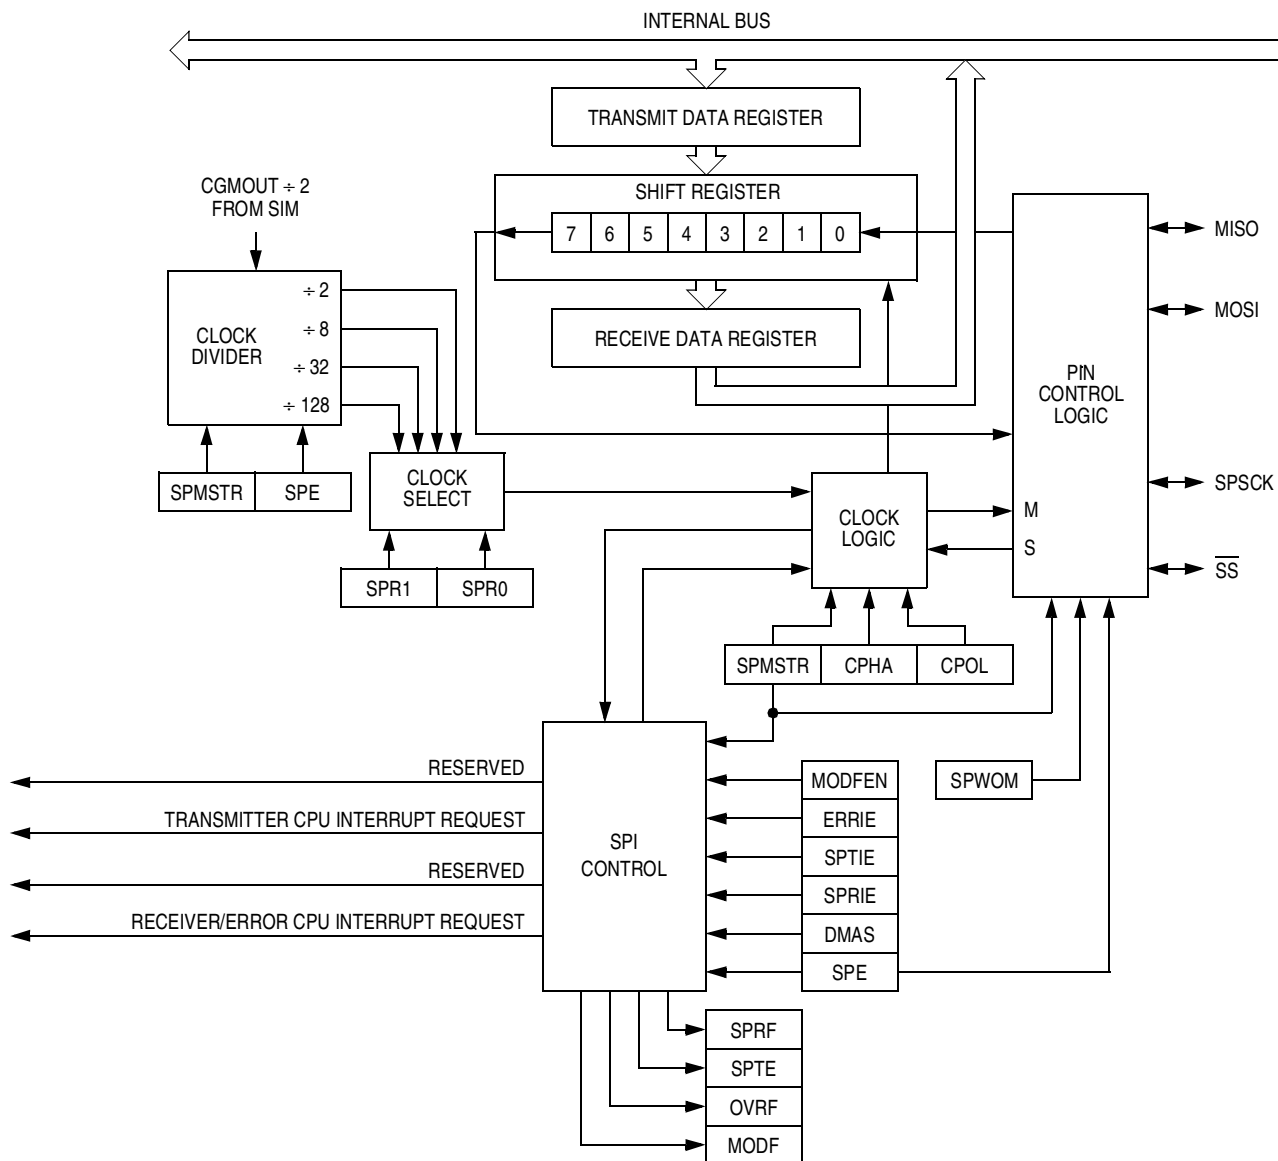 INTERNAL BUS
TRANSMIT DATA REGISTER
SHIFT REGISTER
7 6 5 4 3 2 1 0
RECEIVE DATA REGISTER
CGMOUT ÷ 2
FROM SIM
CLOCK
DIVIDER
÷ 2
÷ 8
÷ 32
÷ 128
SPMSTR SPE
CLOCK
SELECT
SPR1 SPR0
CLOCK
LOGIC
PIN
CONTROL
LOGIC
M
S
MISO
MOSI
SPSCK
SS
SPMSTR CPHA CPOL
SPWOM
SPI
CONTROL
MODFEN
ERRIE
SPTIE
SPRIE
DMAS
SPE
RESERVED
TRANSMITTER CPU INTERRUPT REQUEST
RESERVED
RECEIVER/ERROR CPU INTERRUPT REQUEST
SPRF
SPTE
OVRF
MODF